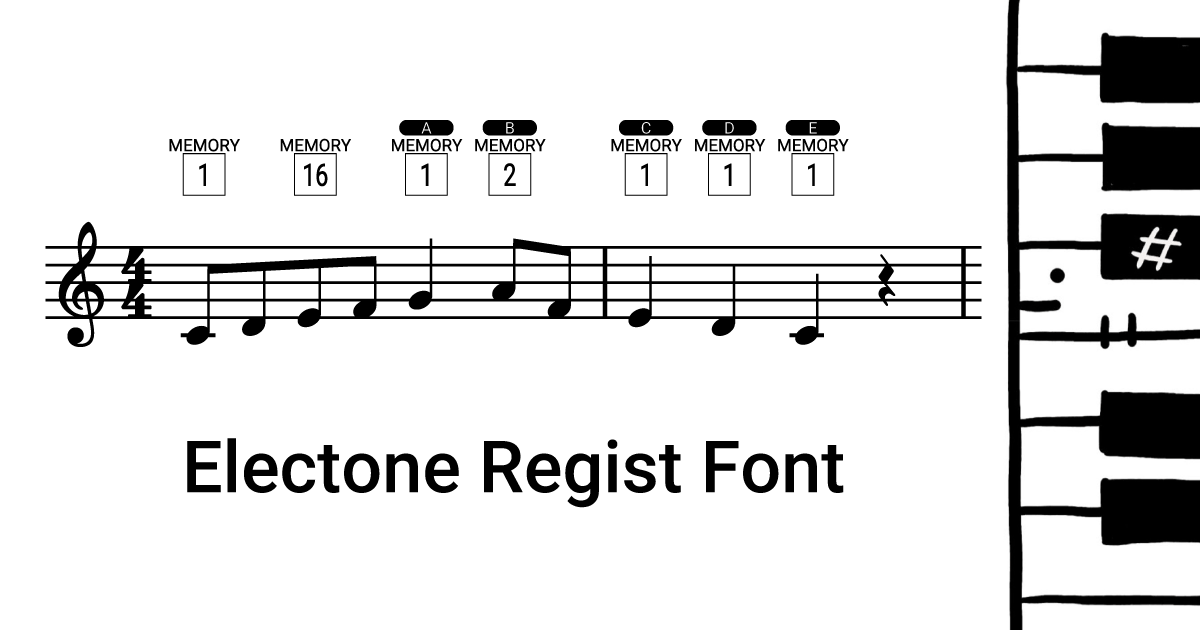 A B C D E
MEMORY MEMORY MEMORY MEMORY MEMORY MEMORY MEMORY
1 16 1 2 1 1 1
4
4
Electone Regist Font
#